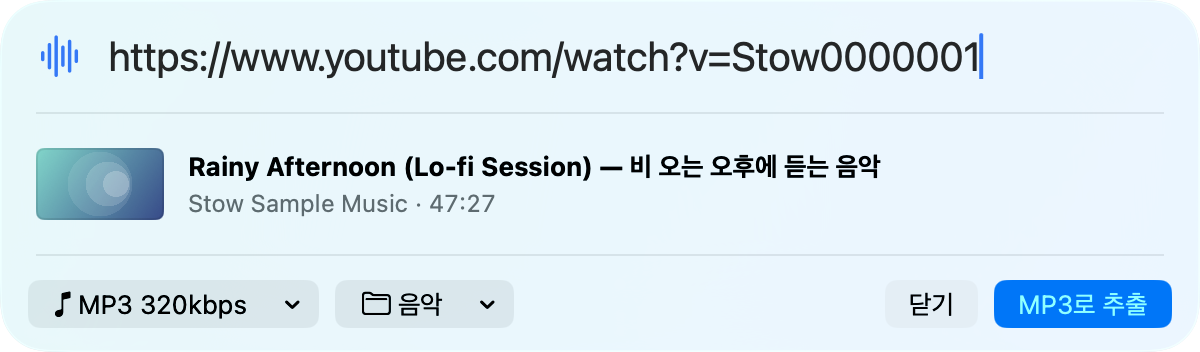 https://www.youtube.com/watch?v=Stow0000001
Rainy Afternoon (Lo-fi Session) — 비 오는 오후에 듣는 음악
Stow Sample Music · 47:27
MP3 320kbps 음악 닫기 MP3로 추출